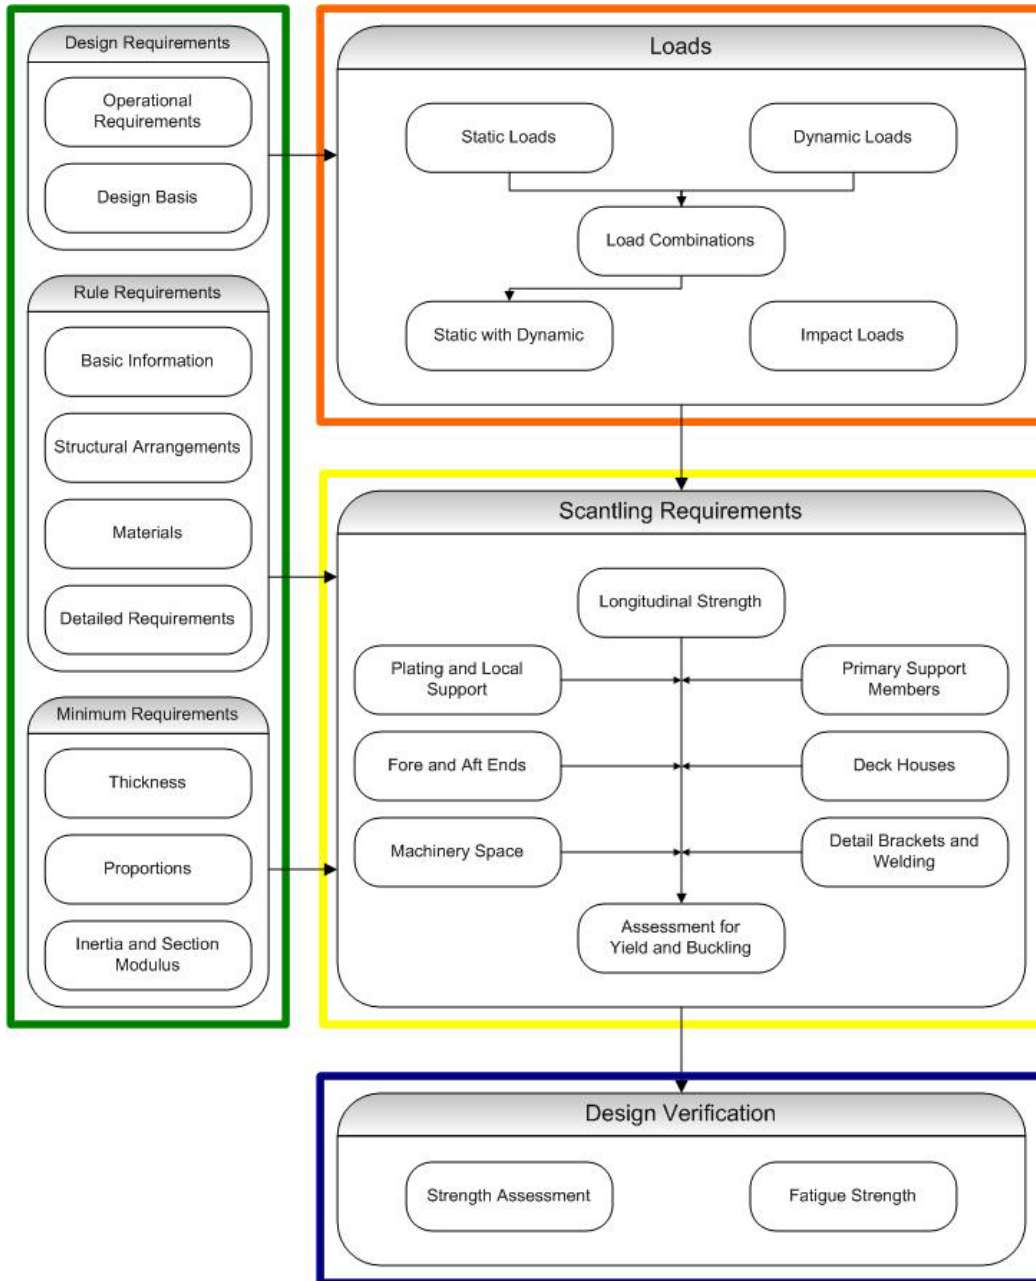 Design Requirements
Operational
Requirements
Design Basis
Rule Requirements
Basic Information
Structural Arrangements
Materials
Detailed Requirements
Minimum Requirements
Thickness
Proportions
Inertia and Section
Modulus
Loads
Static Loads
Dynamic Loads
Load Combinations
Static with Dynamic
Impact Loads
Scantling Requirements
Longitudinal Strength
Plating and Local
Support
Primary Support
Members
Fore and Aft Ends
Deck Houses
Machinery Space
Detail Brackets and
Welding
Assessment for
Yield and Buckling
Design Verification
Strength Assessment
Fatigue Strength